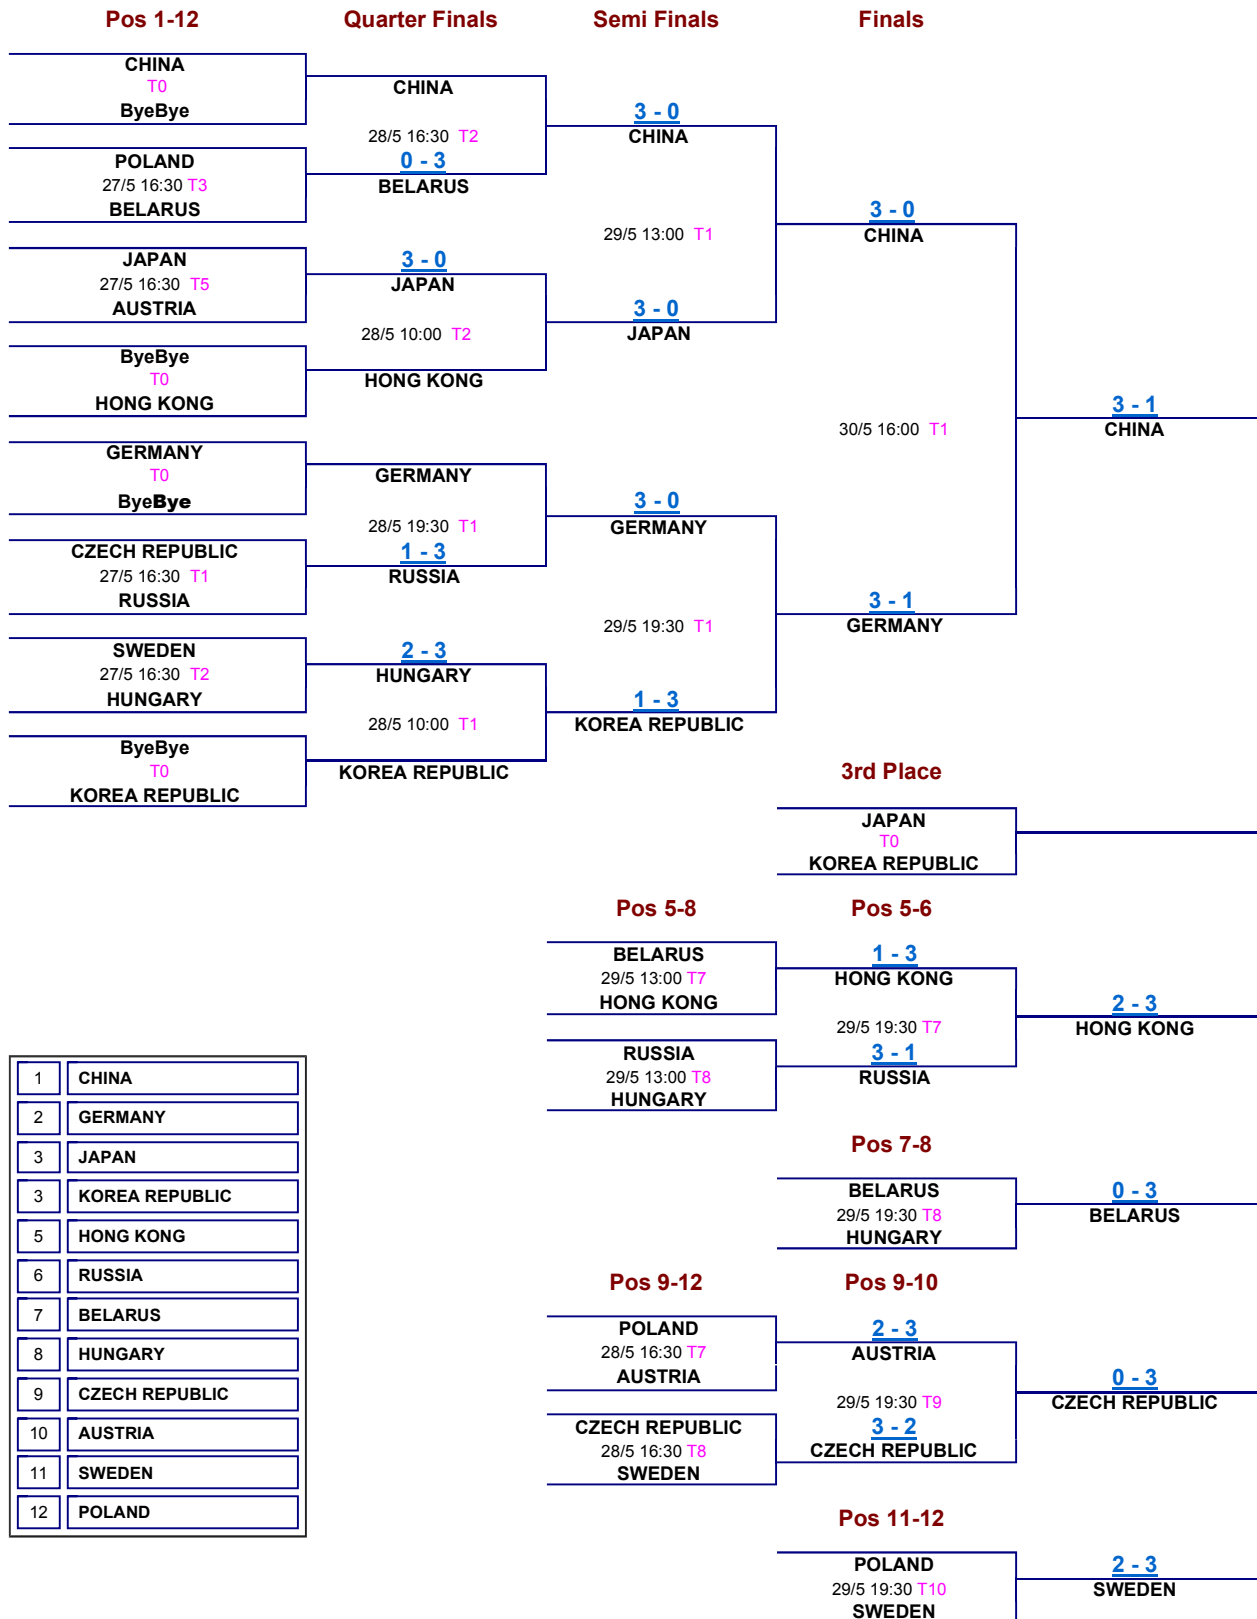 Pos 1-12 Quarter Finals Semi Finals Finals
CHINA
T0
ByeBye
POLAND
27/5 16:30 T3
BELARUS
JAPAN
27/5 16:30 T5
AUSTRIA
ByeBye
T0
HONG KONG
GERMANY
T0
ByeBye
CZECH REPUBLIC
27/5 16:30 T1
RUSSIA
SWEDEN
27/5 16:30 T2
HUNGARY
ByeBye
T0
KOREA REPUBLIC
CHINA
28/5 16:30 T2
0 - 3
BELARUS
3 - 0
JAPAN
28/5 10:00 T2
HONG KONG
GERMANY
28/5 19:30 T1
1 - 3
RUSSIA
2 - 3
HUNGARY
28/5 10:00 T1
KOREA REPUBLIC
3 - 0
CHINA
29/5 13:00 T1
3 - 0
JAPAN
3 - 0
GERMANY
29/5 19:30 T1
1 - 3
KOREA REPUBLIC
3 - 0
CHINA
30/5 16:00 T1
3 - 1
GERMANY
3 - 1
CHINA
3rd Place
JAPAN
T0
KOREA REPUBLIC
Pos 5-8 Pos 5-6
BELARUS
29/5 13:00 T7
HONG KONG
RUSSIA
29/5 13:00 T8
HUNGARY
1 - 3
HONG KONG
29/5 19:30 T7
3 - 1
RUSSIA
2 - 3
HONG KONG
Pos 7-8
BELARUS
29/5 19:30 T8
HUNGARY
0 - 3
BELARUS
Pos 9-12 Pos 9-10
POLAND
28/5 16:30 T7
AUSTRIA
CZECH REPUBLIC
28/5 16:30 T8
SWEDEN
2 - 3
AUSTRIA
29/5 19:30 T9
3 - 2
CZECH REPUBLIC
0 - 3
CZECH REPUBLIC
Pos 11-12
POLAND
29/5 19:30 T10
SWEDEN
2 - 3
SWEDEN
1 CHINA
2 GERMANY
3 JAPAN
3 KOREA REPUBLIC
5 HONG KONG
6 RUSSIA
7 BELARUS
8 HUNGARY
9 CZECH REPUBLIC
10 AUSTRIA
11 SWEDEN
12 POLAND